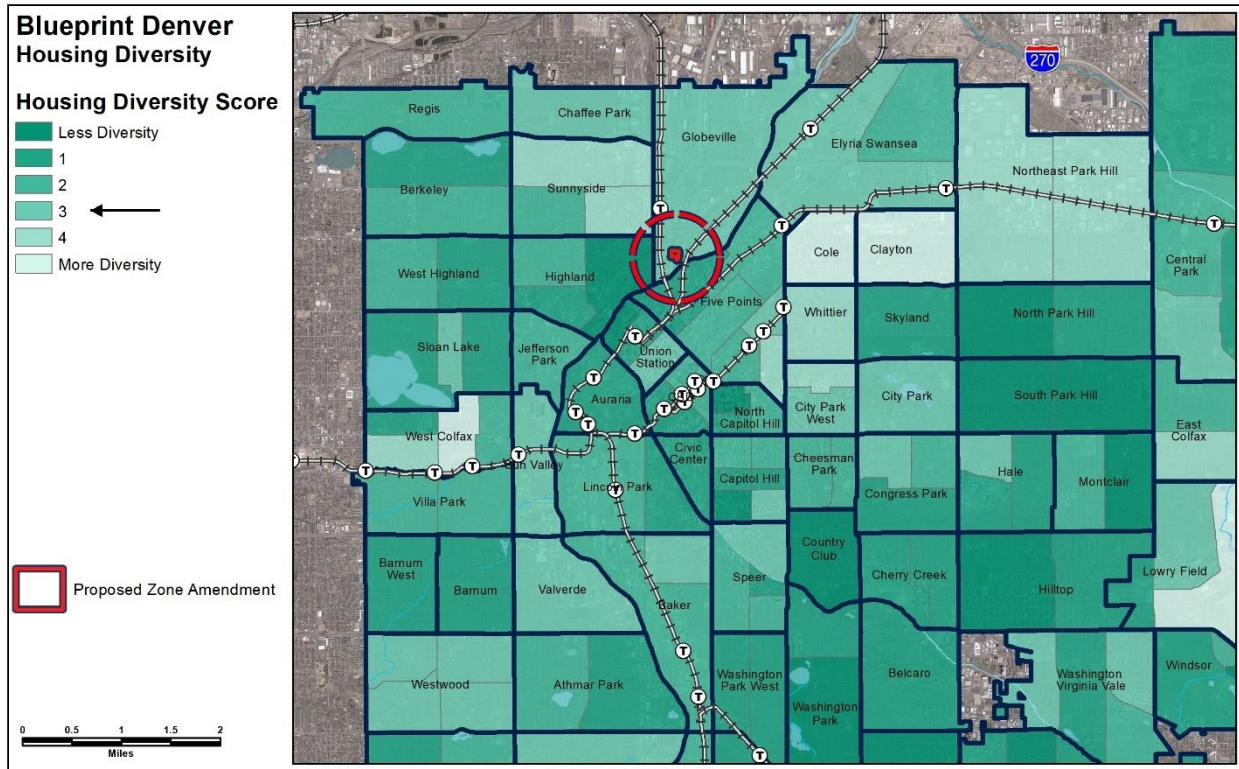 Blueprint Denver
Housing Diversity
Housing Diversity Score
Less Diversity
1
2
3
4
More Diversity
Proposed Zone Amendment
0 0.5 1 1.5 2
Miles
270
Regis
Chaffee Park
Globeville
Elyria Swansea
Northeast Park Hill
Berkeley
Sunnyside
T
T
T
T
T
Cole
Clayton
Central
Park
West Highland
Highland
Five Points
T
Whittier
Skyland
North Park Hill
T
T
T
Sloan Lake
Jefferson
Park
Union
Station
T
T
T
T
T
T
T
Auraria
North
Capitol Hill
City Park
West
City Park
South Park Hill
East
Colfax
T
T
T
West Colfax
Civic
Center
Cheesman
Park
Hale
T
T
T
T
Sun Valley
Capitol Hill
Montclair
Villa Park
Lincoln Park
T
Congress Park
Country
Club
Barnum
West
Barnum
Valverde
Speer
Cherry Creek
Hilltop
Lowry Field
Baker
T
Westwood
Athmar Park
Washington
Park West
Belcaro
Washington
Virginia Vale
Windsor
T
Washington
Park
T